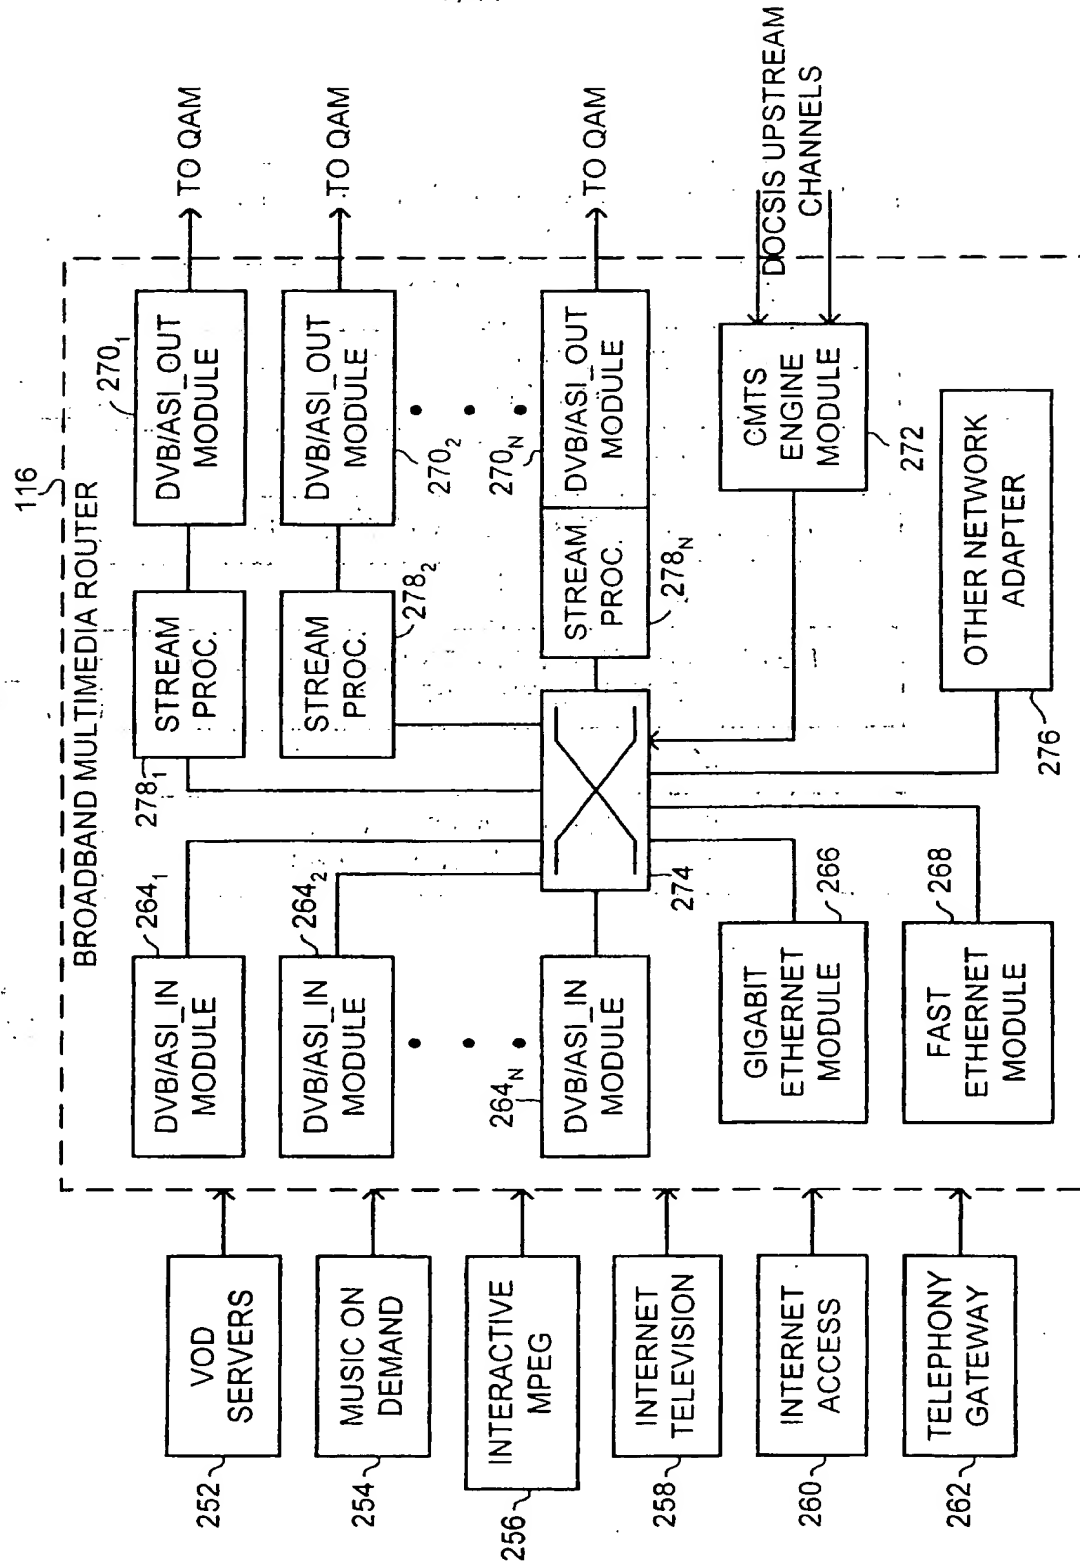 116
BROADBAND MULTIMEDIA ROUTER
252
VOD
SERVERS
254
MUSIC ON
DEMAND
256
INTERACTIVE
MPEG
258
INTERNET
TELEVISION
260
INTERNET
ACCESS
262
TELEPHONY
GATEWAY
264₁
DVB/ASI_IN
MODULE
264₂
DVB/ASI_IN
MODULE
264N
DVB/ASI_IN
MODULE
GIGABIT
ETHERNET
MODULE
266
FAST
ETHERNET
MODULE
268
274
278₁
STREAM
PROC.
278₂
STREAM
PROC.
278N
STREAM
PROC.
270₁
DVB/ASI_OUT
MODULE
270₂
DVB/ASI_OUT
MODULE
270N
DVB/ASI_OUT
MODULE
TO QAM
TO QAM
TO QAM
CMTS
ENGINE
MODULE
272
DOCSIS UPSTREAM
CHANNELS
OTHER NETWORK
ADAPTER
276